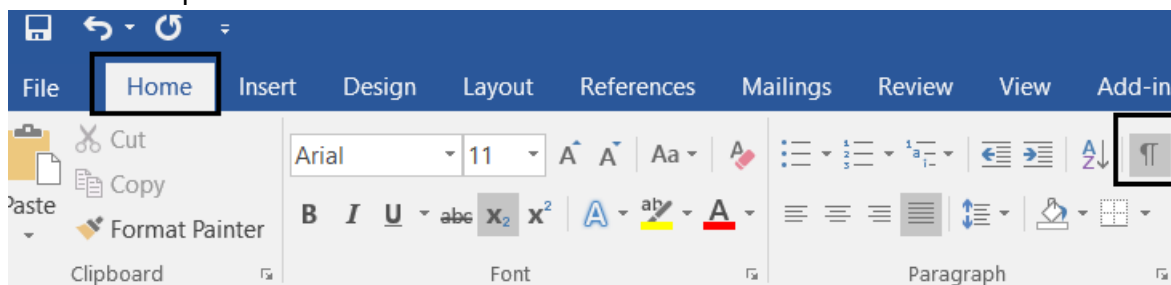 File Home Insert Design Layout References Mailings Review View Add-in
Cut
Arial 11 A A Aa A
Copy
Paste
B I U abc X₂ X² A ab A
Format Painter
Clipboard Font Paragraph